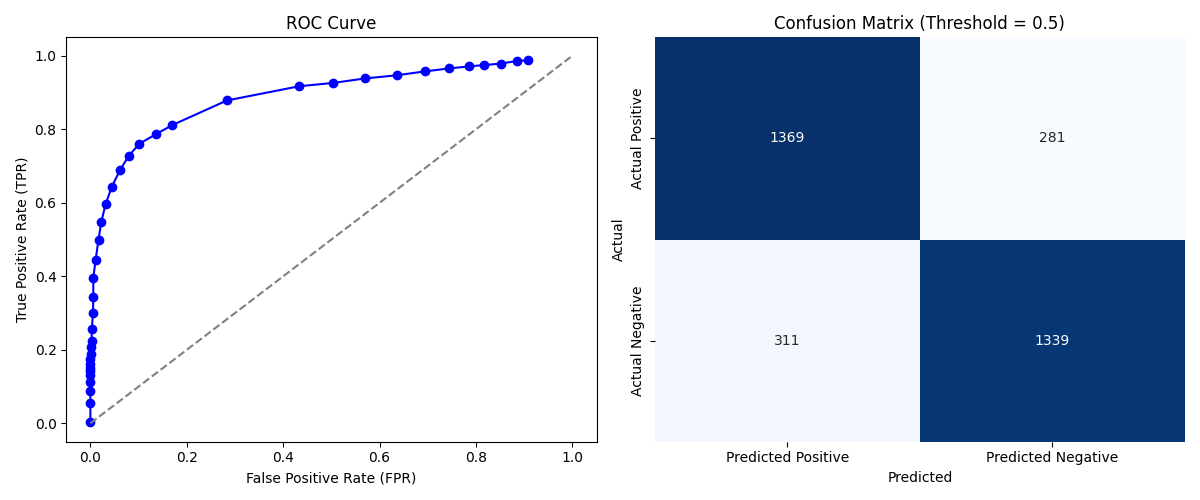 ROC Curve
True Positive Rate (TPR)
1.0
0.8
0.6
0.4
0.2
0.0
0.0 0.2 0.4 0.6 0.8 1.0
False Positive Rate (FPR)
Confusion Matrix (Threshold = 0.5)
Actual
Actual Positive
1369 281
Actual Negative
311 1339
Predicted Positive Predicted Negative
Predicted